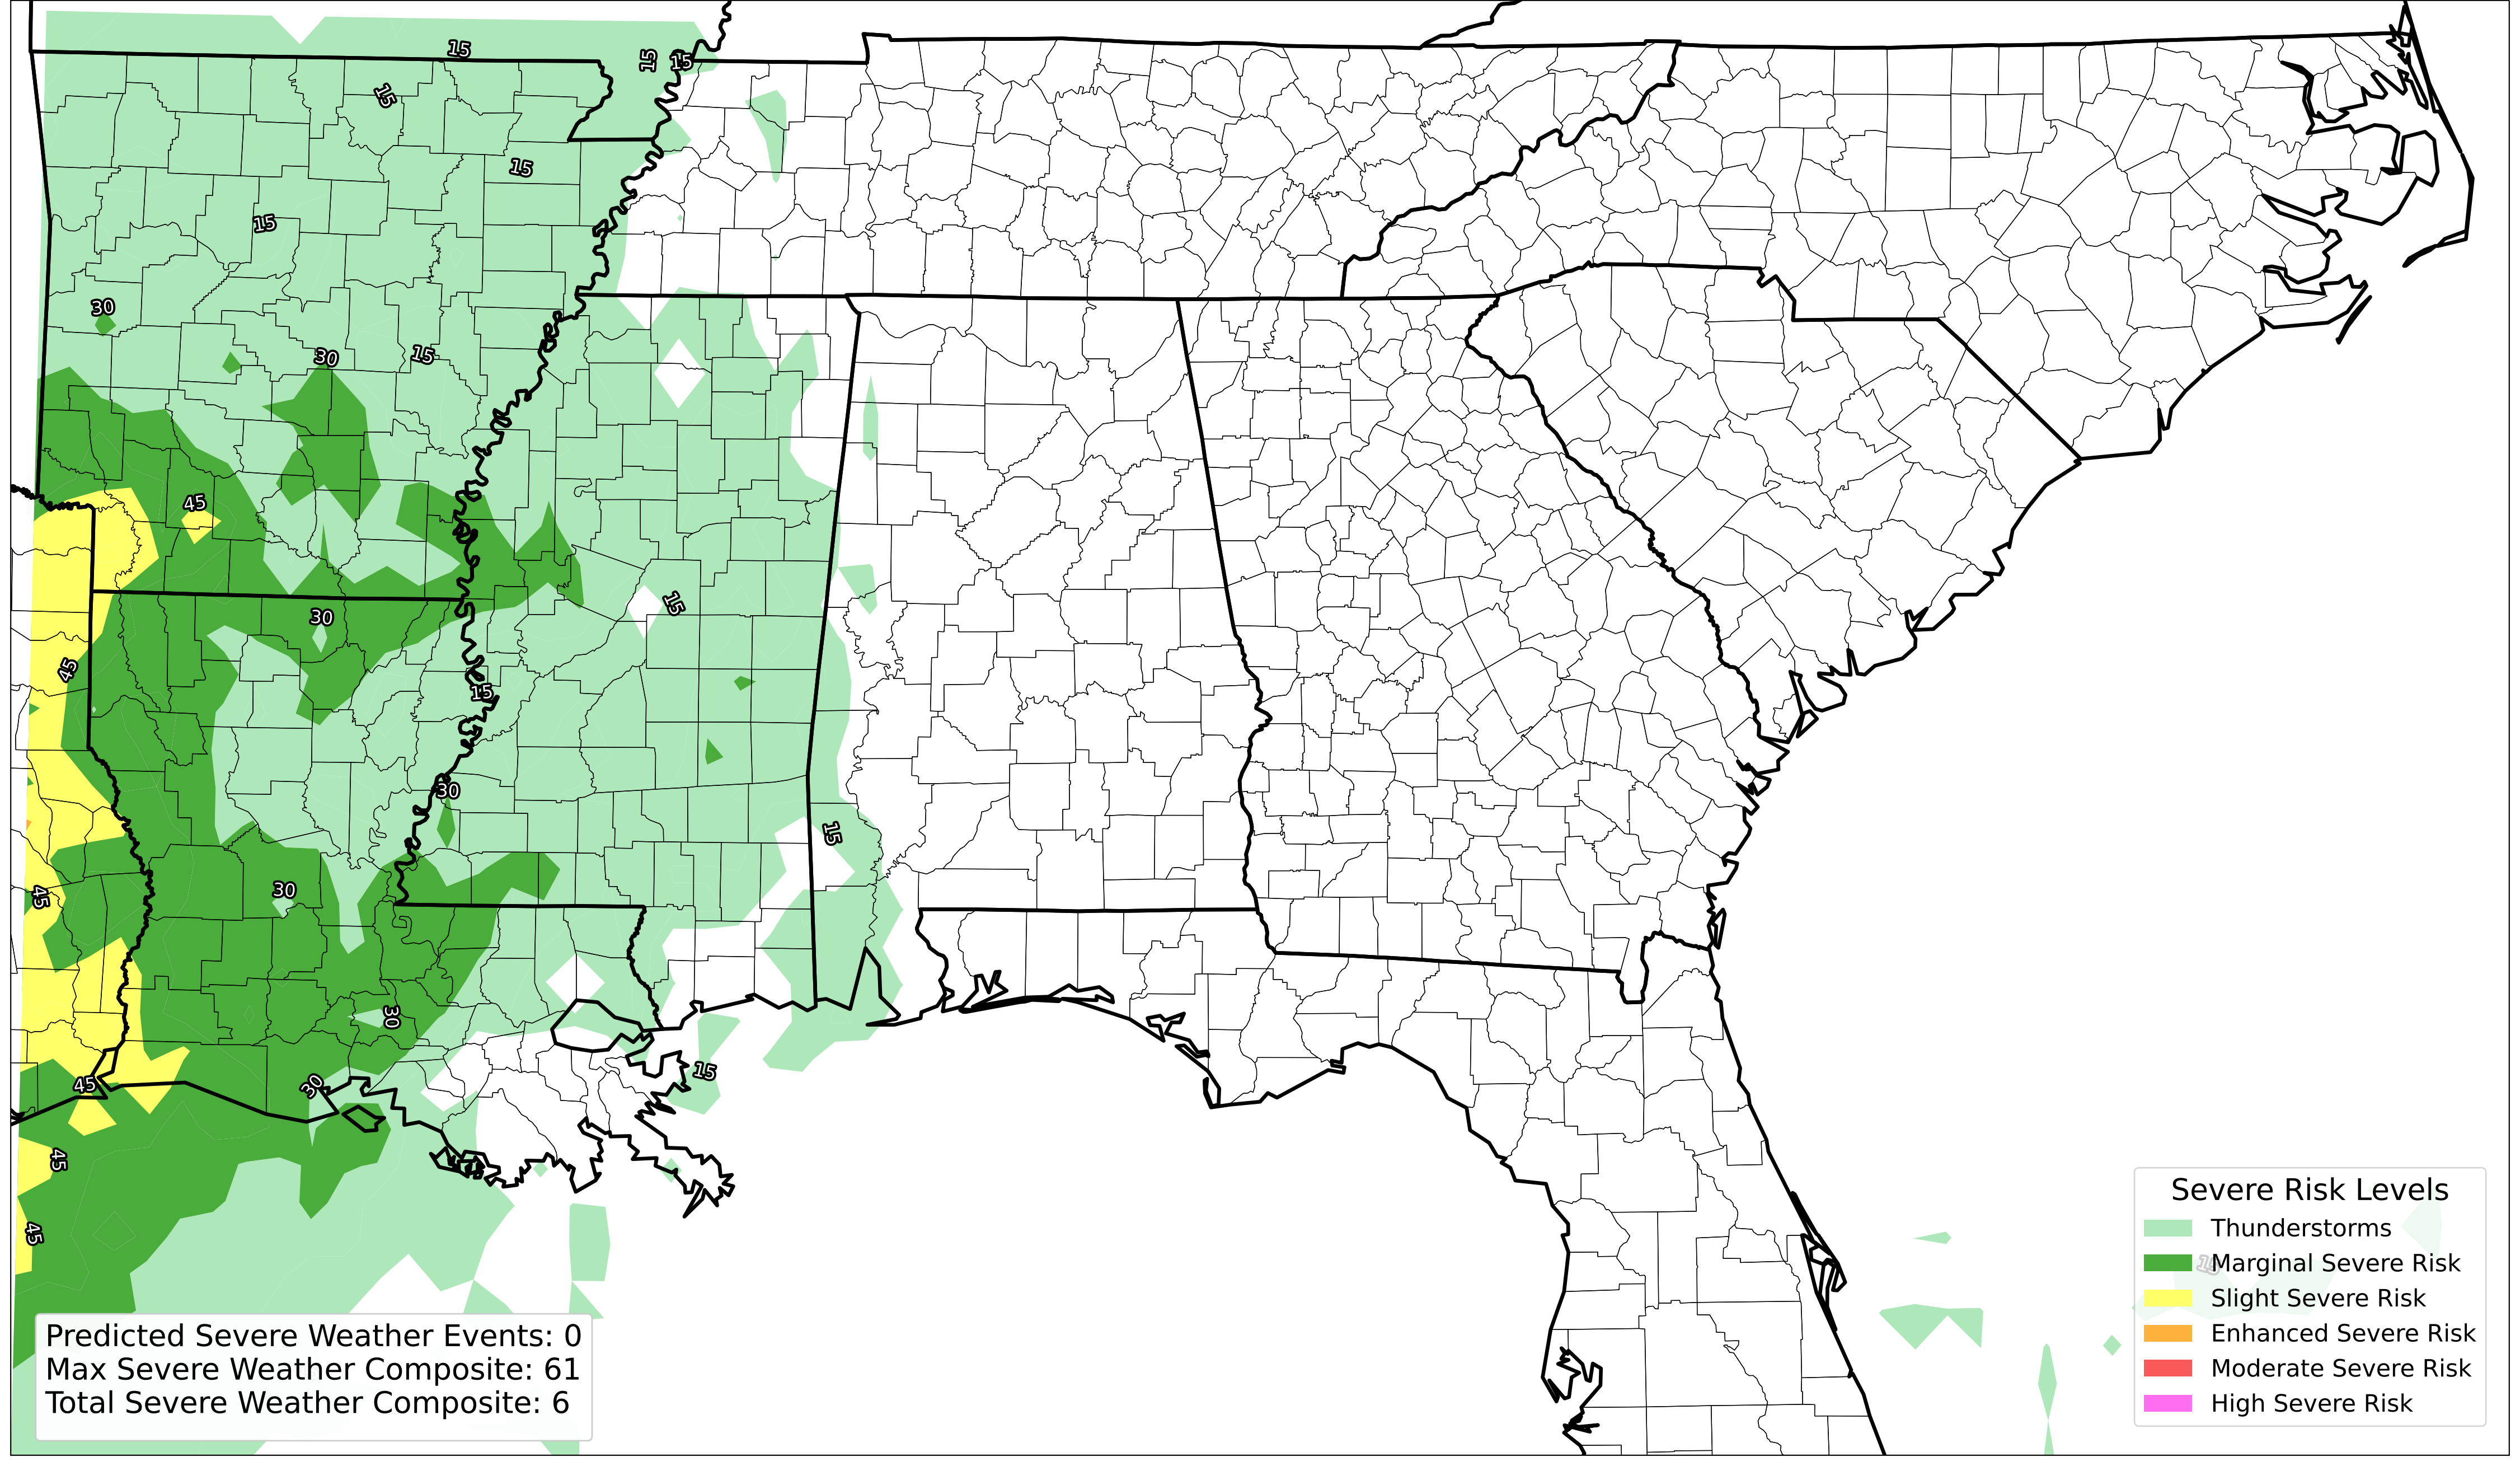 15
15
15
15
15
15
30
30
15
45
15
30
45
15
30
15
30
45
30
15
45
30
45
45
Severe Risk Levels
Thunderstorms
Marginal Severe Risk
Slight Severe Risk
Enhanced Severe Risk
Moderate Severe Risk
High Severe Risk
Predicted Severe Weather Events: 0
Max Severe Weather Composite: 61
Total Severe Weather Composite: 6